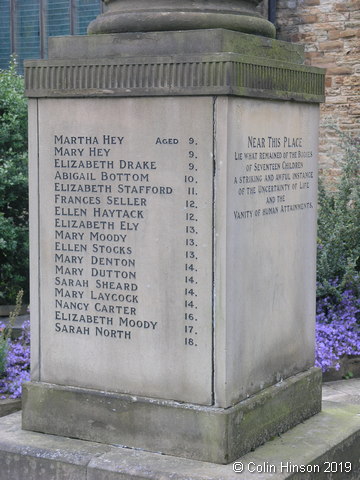 MARTHA HEY AGED 9.
MARY HEY 9.
ELIZABETH DRAKE 9.
ABIGAIL BOTTOM 10.
ELIZABETH STAFFORD 11.
FRANCES SELLER 12.
ELLEN HAYTACK 12.
ELIZABETH ELY 13.
MARY MOODY 13.
ELLEN STOCKS 13.
MARY DENTON 14.
MARY DUTTON 14.
SARAH SHEARD 14.
MARY LAYCOCK 14.
NANCY CARTER 16.
ELIZABETH MOODY 17.
SARAH NORTH 18.
NEAR THIS PLACE
LIE WHAT REMAINED OF THE BODIES
OF SEVENTEEN CHILDREN
A STRIKING AND AWFUL INSTANCE
OF THE UNCERTAINTY OF LIFE
AND THE
VANITY OF HUMAN ATTAINMENTS.
© Colin Hinson 2019